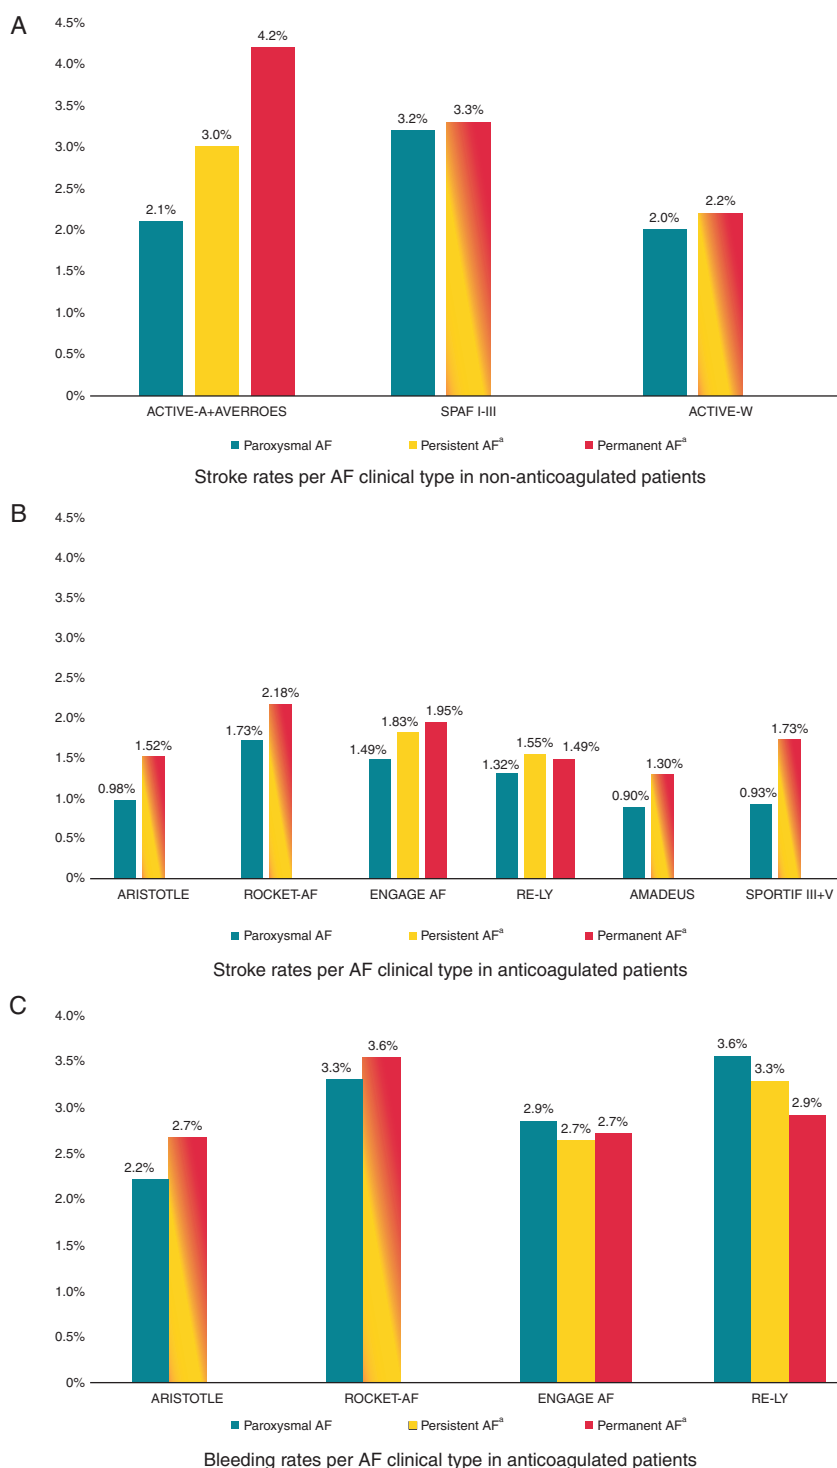 A
4.5%
4.2%
4.0%
3.5%
3.2% 3.3%
3.0%
3.0%
2.5%
2.1%
2.0% 2.2%
2.0%
1.5%
1.0%
0.5%
0%
ACTIVE-A+AVERROES SPAF I-III ACTIVE-W
Paroxysmal AF Persistent AFa Permanent AFa
Stroke rates per AF clinical type in non-anticoagulated patients
B
4.5%
4.0%
3.5%
3.0%
2.5%
2.18%
2.0%
1.73% 1.83% 1.95% 1.73%
1.5%
1.52% 1.49% 1.32% 1.55% 1.49% 1.30%
1.0%
0.98% 0.90% 0.93%
0.5%
0%
ARISTOTLE ROCKET-AF ENGAGE AF RE-LY AMADEUS SPORTIF III+V
Paroxysmal AF Persistent AFa Permanent AFa
Stroke rates per AF clinical type in anticoagulated patients
C
4.0%
3.5%
3.3% 3.6% 3.6% 3.3%
3.0%
2.7% 2.9% 2.7% 2.7% 2.9%
2.5%
2.2%
2.0%
1.5%
1.0%
0.5%
0%
ARISTOTLE ROCKET-AF ENGAGE AF RE-LY
Paroxysmal AF Persistent AFa Permanent AFa
Bleeding rates per AF clinical type in anticoagulated patients